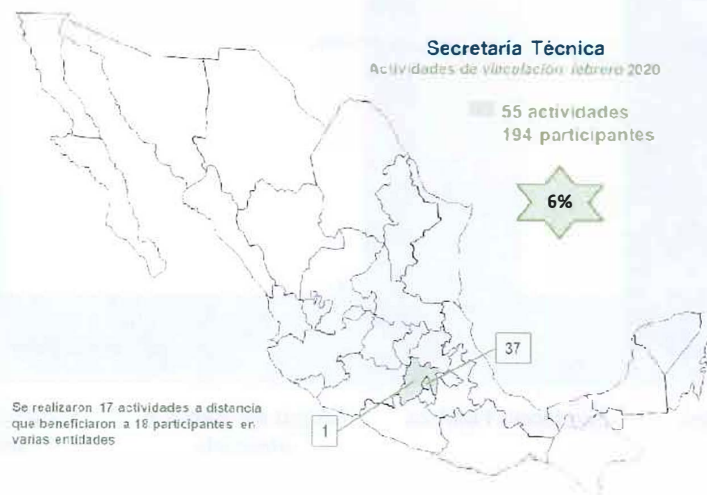 Secretaría Técnica
Actividades de vinculación febrero 2020
55 actividades
194 participantes
6%
37
Se realizaron 17 actividades a distancia
que beneficiaron a 18 participantes en
varias entidades
1